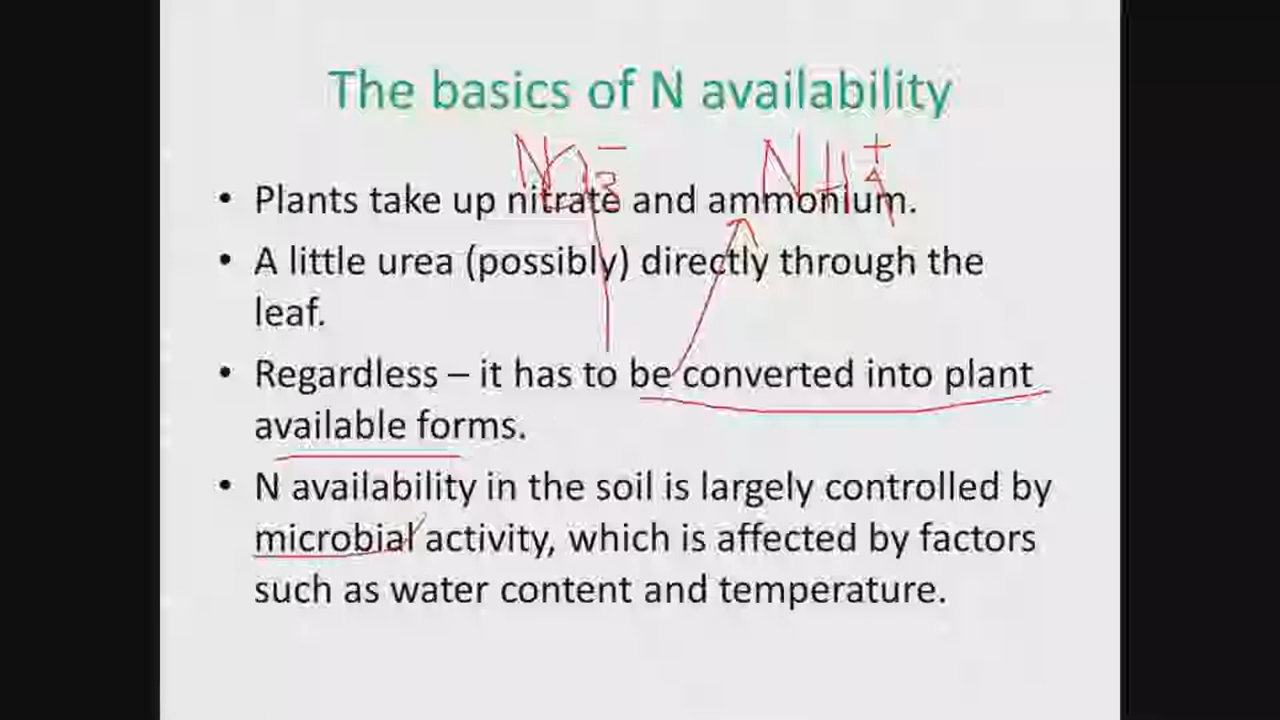 The basics of N availability
NO3- NH4+
• Plants take up nitrate and ammonium.
• A little urea (possibly) directly through the
leaf.
• Regardless – it has to be converted into plant
available forms.
• N availability in the soil is largely controlled by
microbial activity, which is affected by factors
such as water content and temperature.